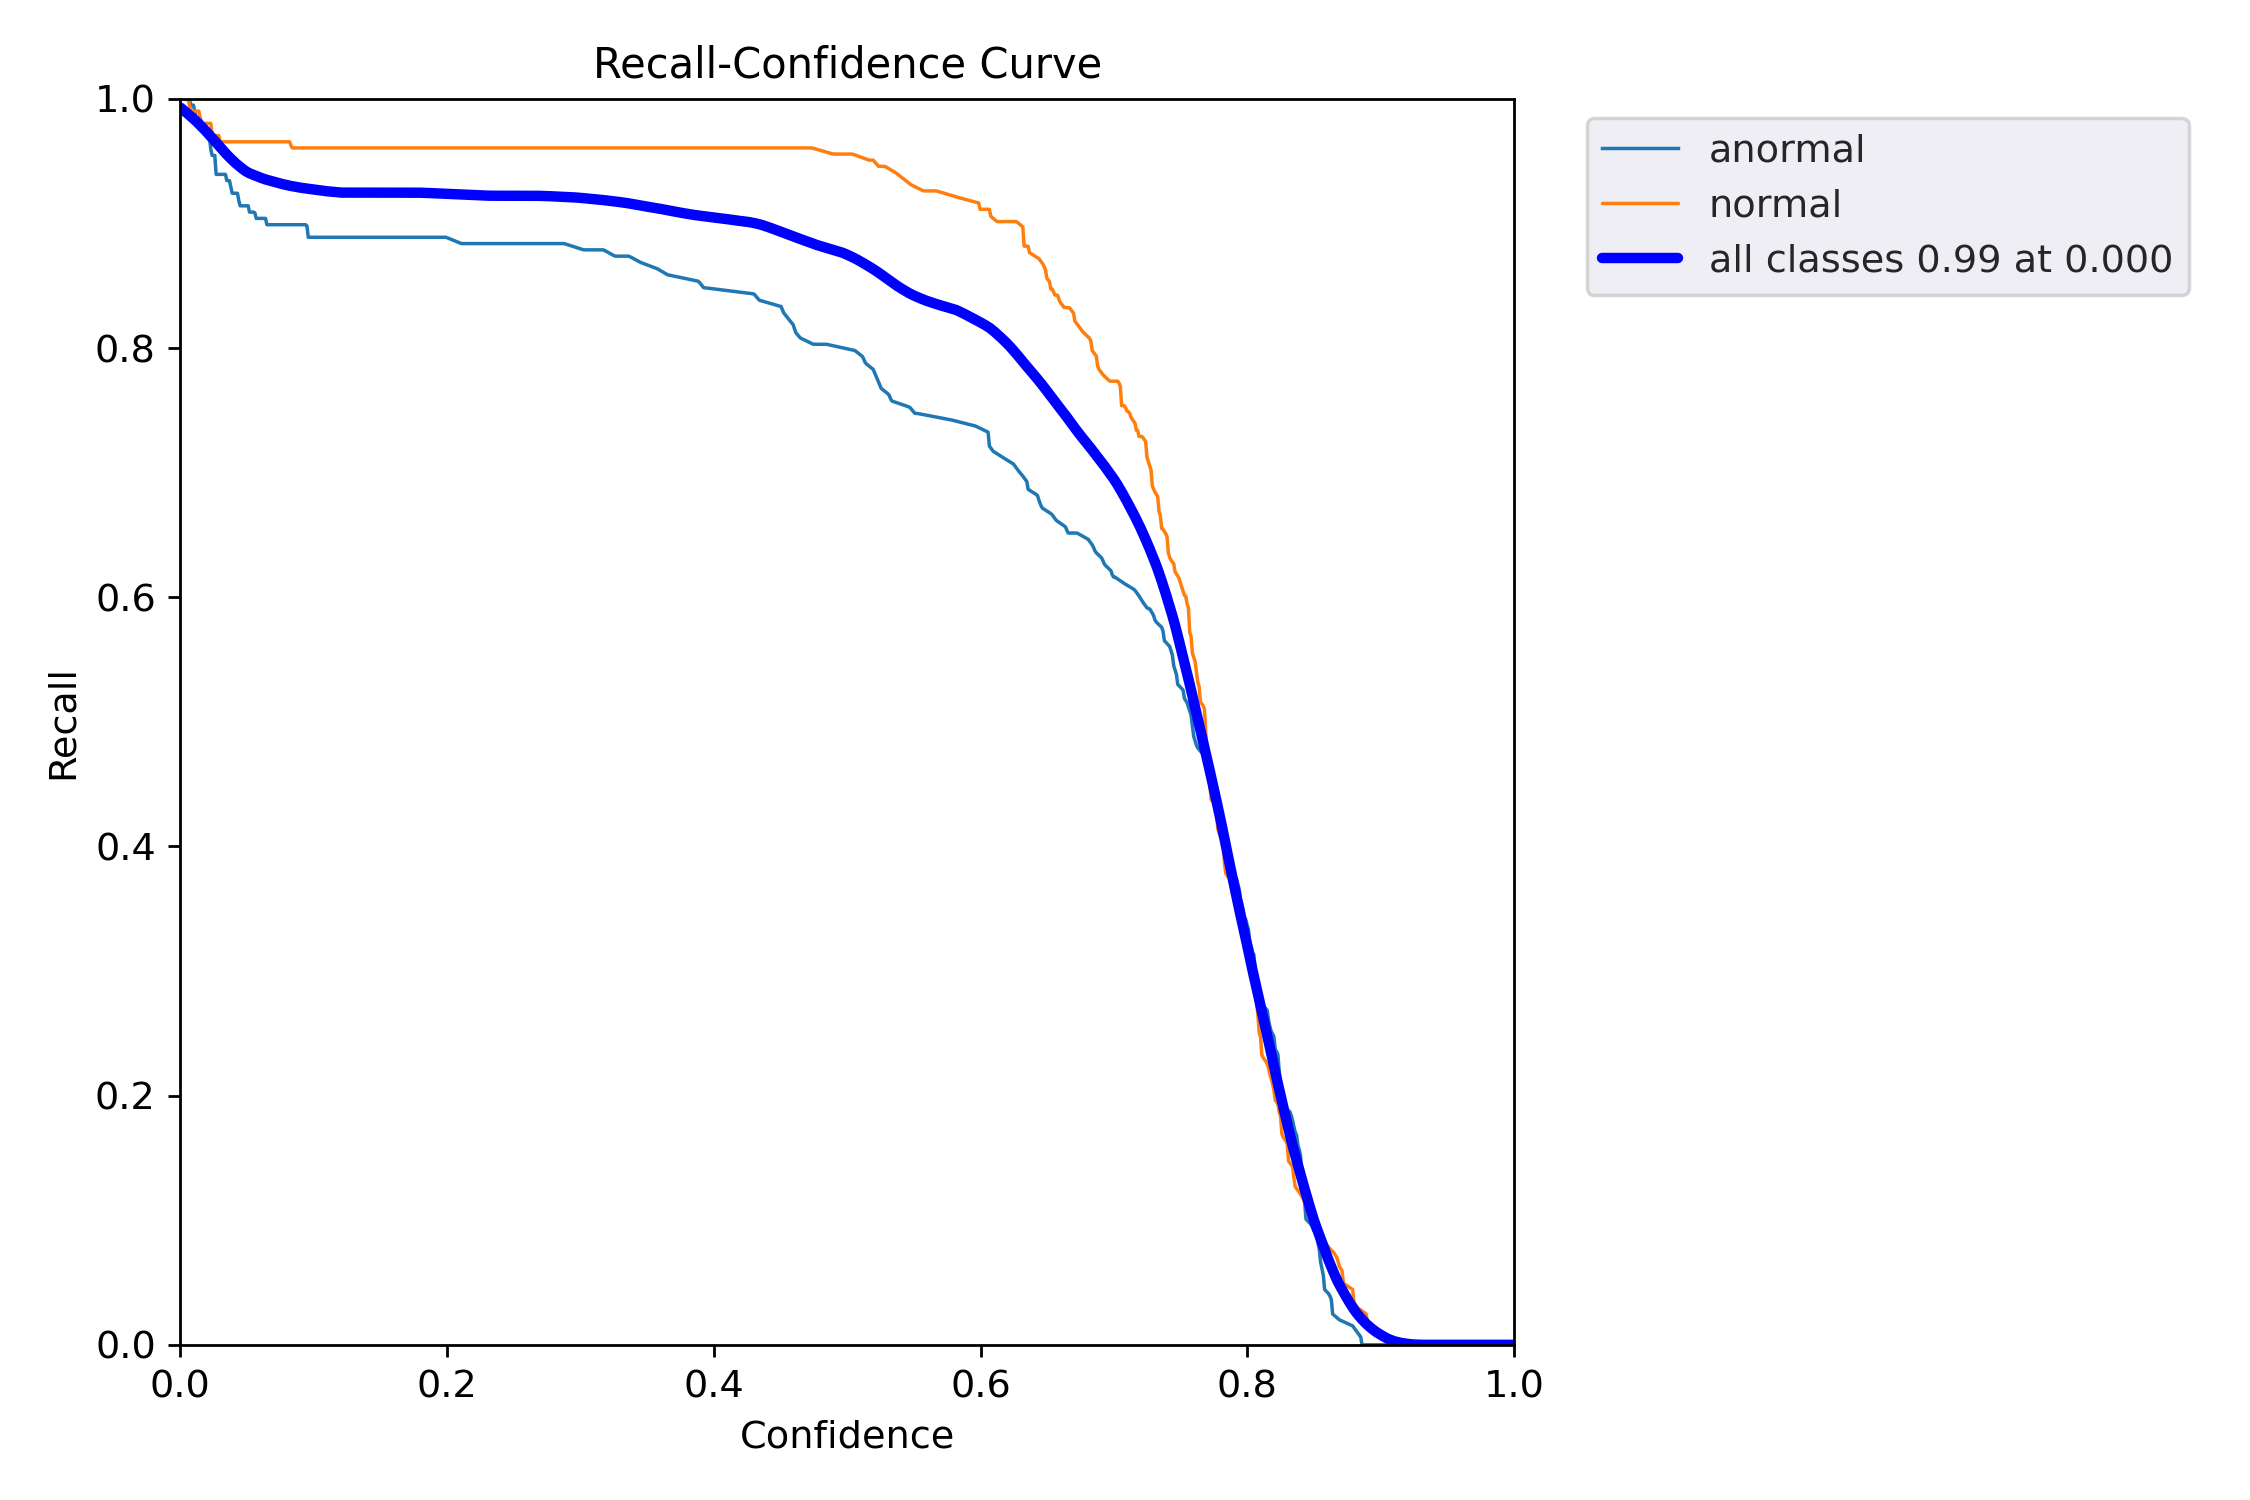 Recall-Confidence Curve
1.0
0.8
0.6
0.4
0.2
0.0
Recall
0.0 0.2 0.4 0.6 0.8 1.0
Confidence
anormal
normal
all classes 0.99 at 0.000